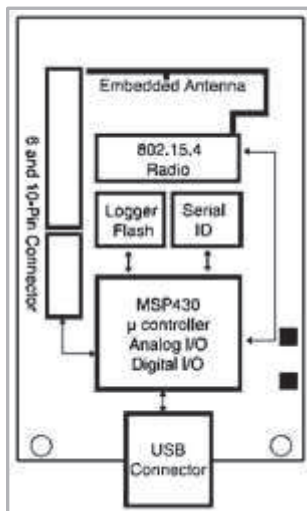 Embedded Antenna
802.15.4
Radio
6 and 10-Pin Connector
Logger
Flash
Serial
ID
MSP430
μ controller
Analog I/O
Digital I/O
USB
Connector